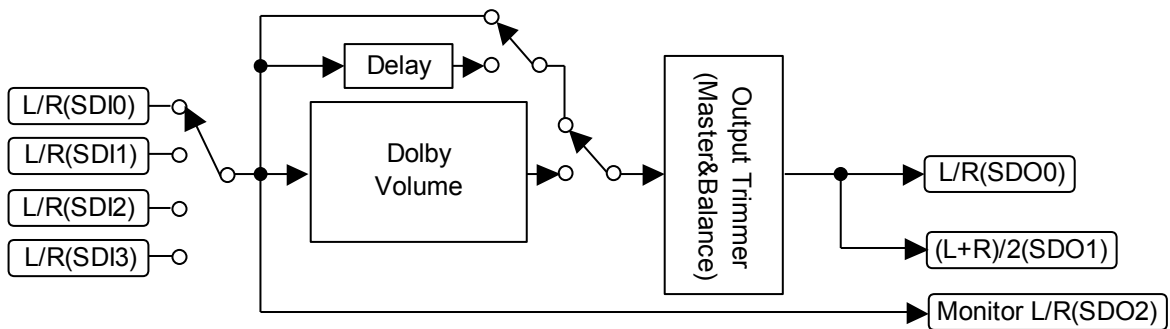 Delay
L/R(SDI0)
L/R(SDI1)
L/R(SDI2)
L/R(SDI3)
Dolby
Volume
Output Trimmer
(Master&Balance)
L/R(SDO0)
(L+R)/2(SDO1)
Monitor L/R(SDO2)